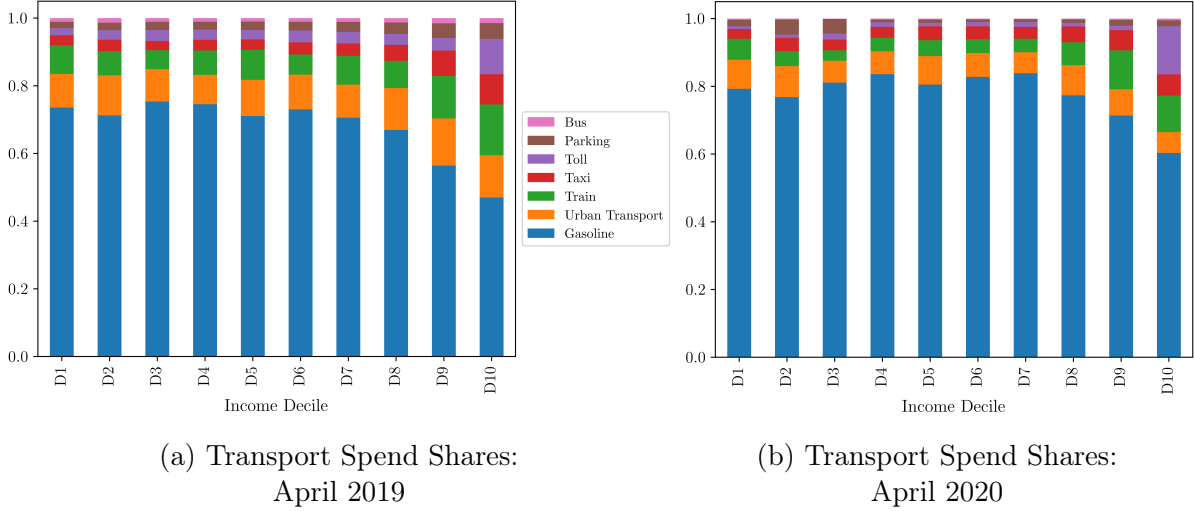 1.0
0.8
0.6
0.4
0.2
0.0
D1
D2
D3
D4
D5
D6
D7
D8
D9
D10
Income Decile
Bus
Parking
Toll
Taxi
Train
Urban Transport
Gasoline
1.0
0.8
0.6
0.4
0.2
0.0
D1
D2
D3
D4
D5
D6
D7
D8
D9
D10
Income Decile
(a) Transport Spend Shares:
April 2019
(b) Transport Spend Shares:
April 2020